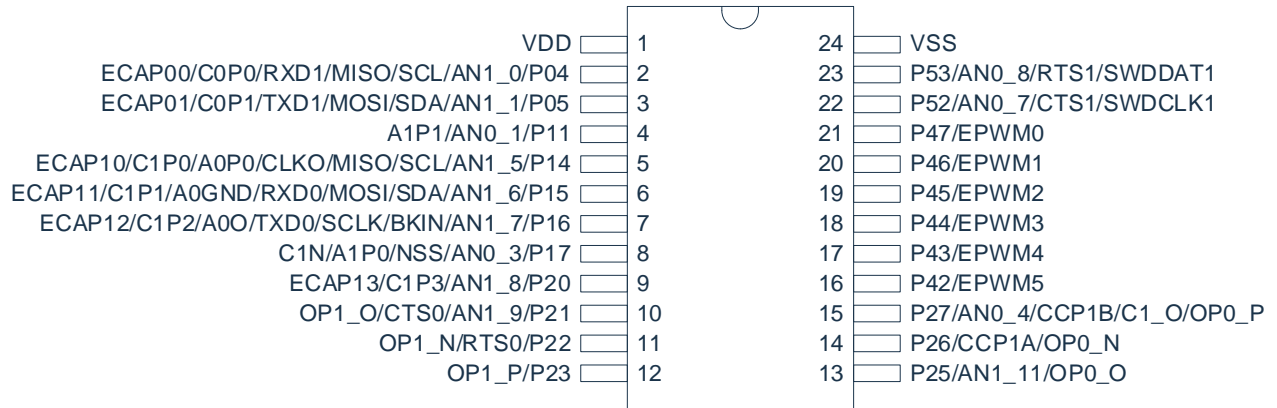 VDD 1 24 VSS
ECAP00/C0P0/RXD1/MISO/SCL/AN1_0/P04 2 23 P53/AN0_8/RTS1/SWDDAT1
ECAP01/C0P1/TXD1/MOSI/SDA/AN1_1/P05 3 22 P52/AN0_7/CTS1/SWDCLK1
A1P1/AN0_1/P11 4 21 P47/EPWM0
ECAP10/C1P0/A0P0/CLKO/MISO/SCL/AN1_5/P14 5 20 P46/EPWM1
ECAP11/C1P1/A0GND/RXD0/MOSI/SDA/AN1_6/P15 6 19 P45/EPWM2
ECAP12/C1P2/A0O/TXD0/SCLK/BKIN/AN1_7/P16 7 18 P44/EPWM3
C1N/A1P0/NSS/AN0_3/P17 8 17 P43/EPWM4
ECAP13/C1P3/AN1_8/P20 9 16 P42/EPWM5
OP1_O/CTS0/AN1_9/P21 10 15 P27/AN0_4/CCP1B/C1_O/OP0_P
OP1_N/RTS0/P22 11 14 P26/CCP1A/OP0_N
OP1_P/P23 12 13 P25/AN1_11/OP0_O